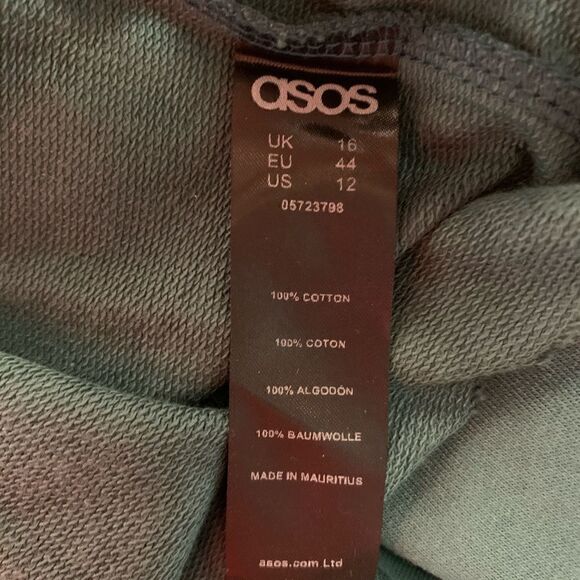 asos
UK 16
EU 44
US 12
05723798
100% COTTON
100% COTON
100% ALGODÓN
100% BAUMWOLLE
MADE IN MAURITIUS
asos.com Ltd